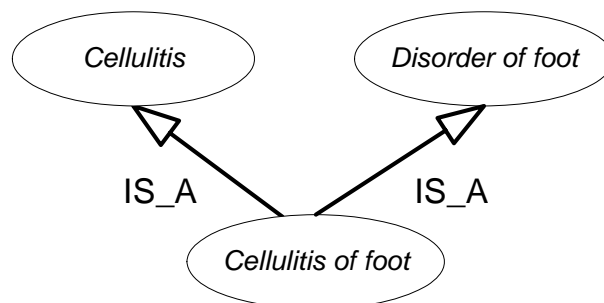 Cellulitis
Disorder of foot
IS_A
IS_A
Cellulitis of foot